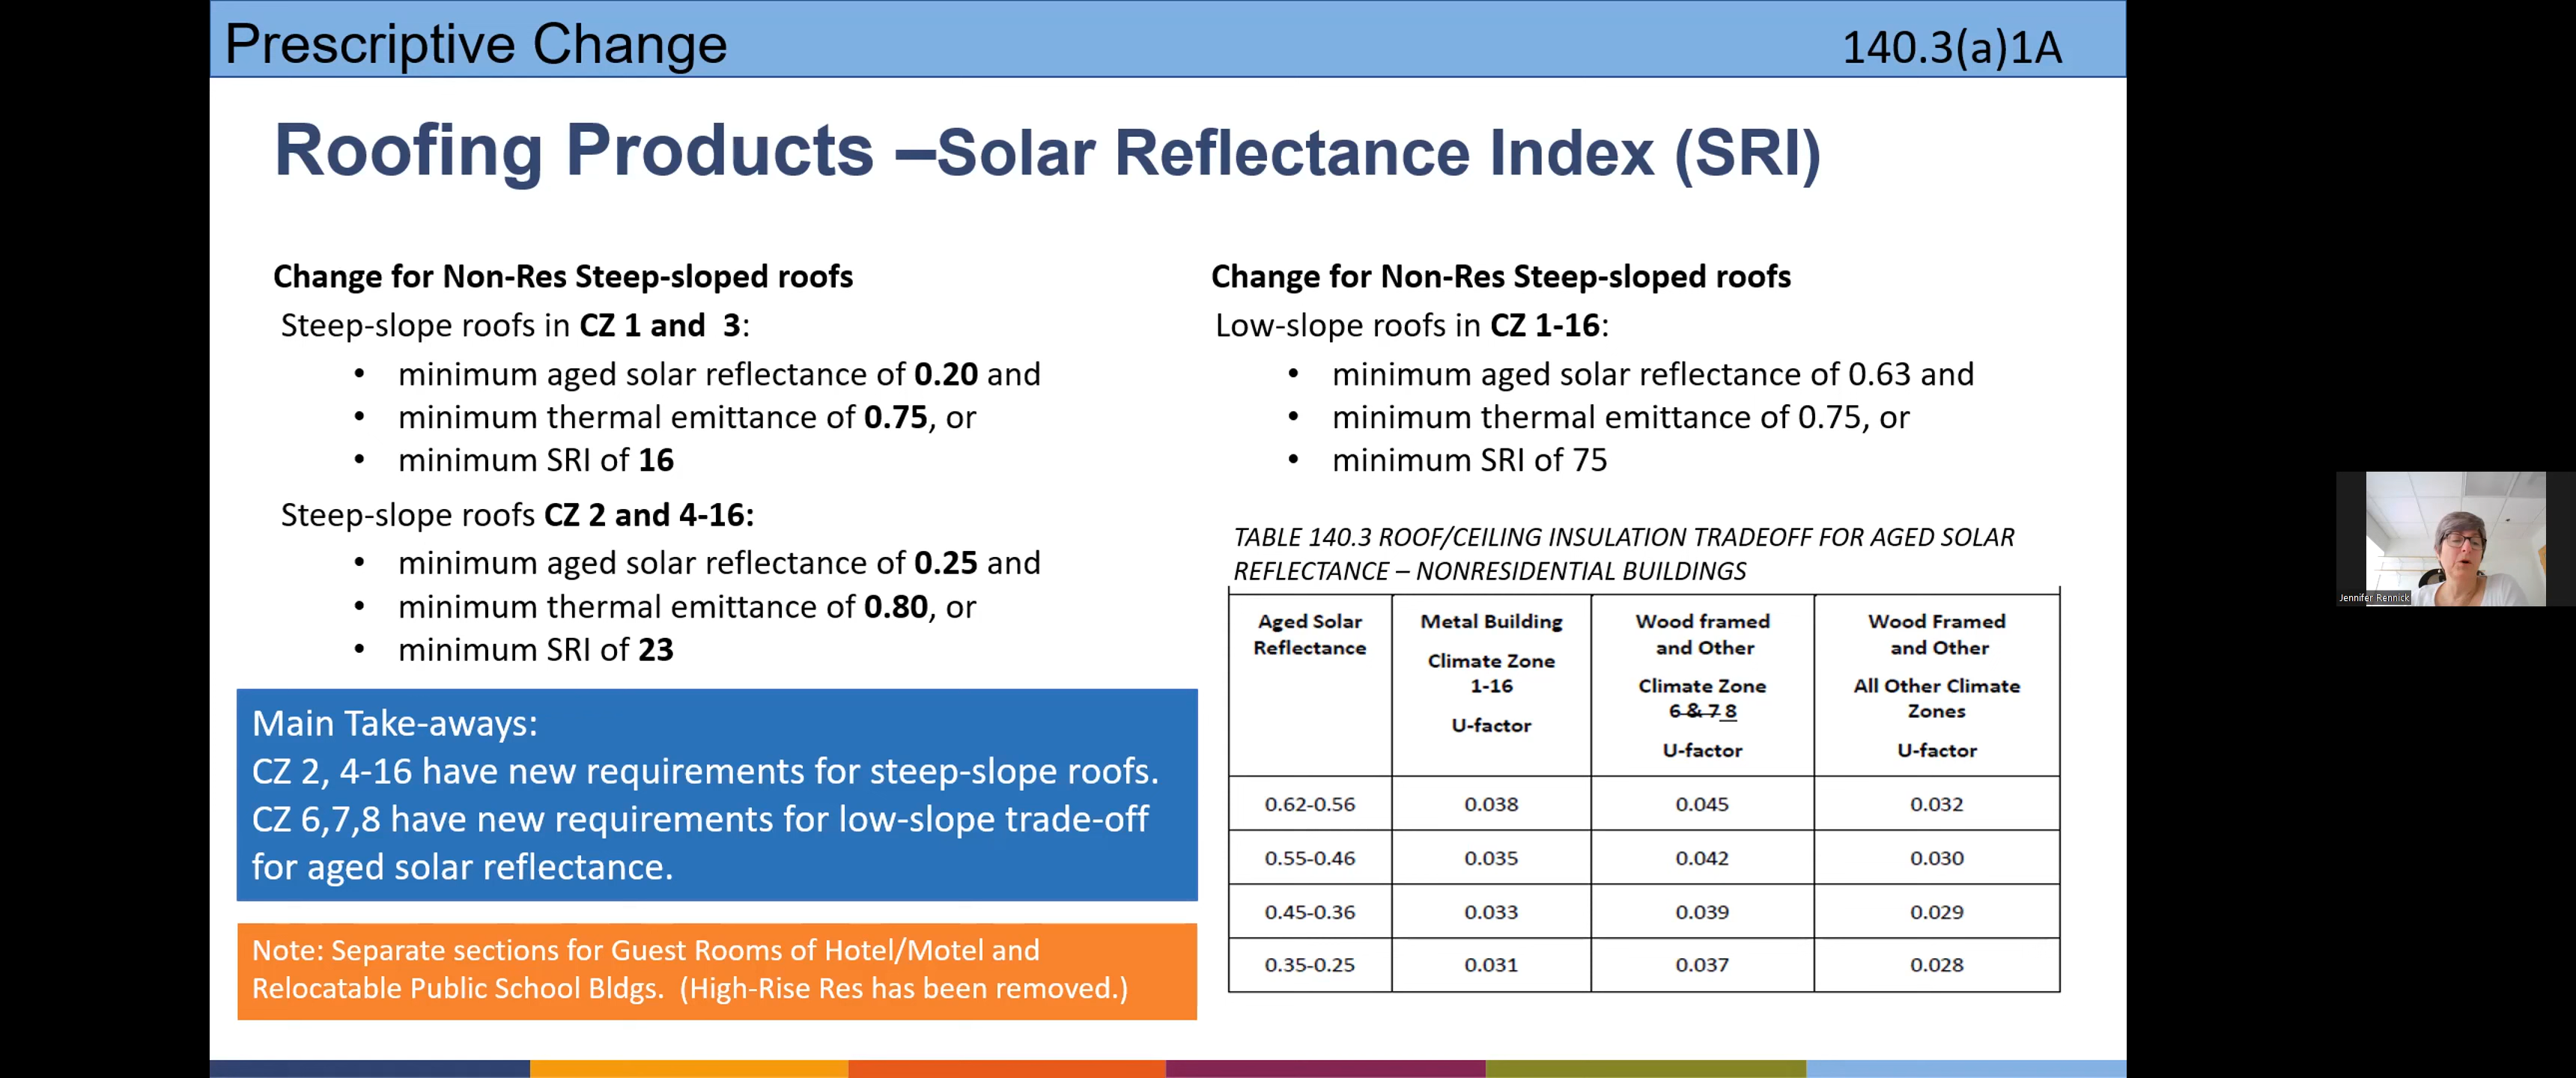 Prescriptive Change
140.3(a)1A
Roofing Products –Solar Reflectance Index (SRI)
Change for Non-Res Steep-sloped roofs
Steep-slope roofs in CZ 1 and 3:
• minimum aged solar reflectance of 0.20 and
• minimum thermal emittance of 0.75, or
• minimum SRI of 16
Steep-slope roofs CZ 2 and 4-16:
• minimum aged solar reflectance of 0.25 and
• minimum thermal emittance of 0.80, or
• minimum SRI of 23
Main Take-aways:
CZ 2, 4-16 have new requirements for steep-slope roofs.
CZ 6,7,8 have new requirements for low-slope trade-off
for aged solar reflectance.
Note: Separate sections for Guest Rooms of Hotel/Motel and
Relocatable Public School Bldgs. (High-Rise Res has been removed.)
Change for Non-Res Steep-sloped roofs
Low-slope roofs in CZ 1-16:
• minimum aged solar reflectance of 0.63 and
• minimum thermal emittance of 0.75, or
• minimum SRI of 75
TABLE 140.3 ROOF/CEILING INSULATION TRADEOFF FOR AGED SOLAR
REFLECTANCE – NONRESIDENTIAL BUILDINGS
Aged Solar
Reflectance
Metal Building
Climate Zone
1-16
U-factor
Wood framed
and Other
Climate Zone
6 & 7 8
U-factor
Wood Framed
and Other
All Other Climate
Zones
U-factor
0.62-0.56 0.038 0.045 0.032
0.55-0.46 0.035 0.042 0.030
0.45-0.36 0.033 0.039 0.029
0.35-0.25 0.031 0.037 0.028
Jennifer Rennick